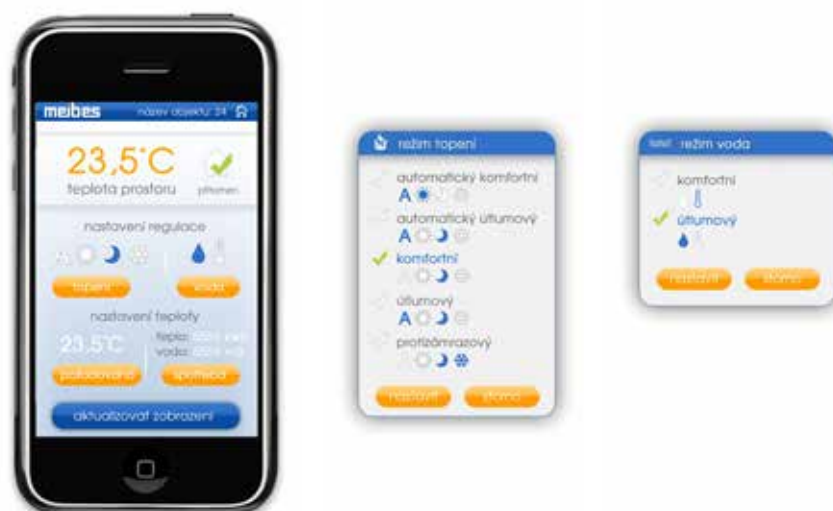 meibes
název objektu: 24
23,5°C
teplota prostoru
přítomen
nastavení regulace
topení
voda
nastavení teploty
23,5°C
teplo:
voda:
požadovaná
spotřeba
aktualizovat zobrazení
režim topení
automatický komfortní
A
automatický útlumový
A
komfortní
útlumový
A
protizámrazový
nastavit
storno
režim voda
komfortní
útlumový
nastavit
storno